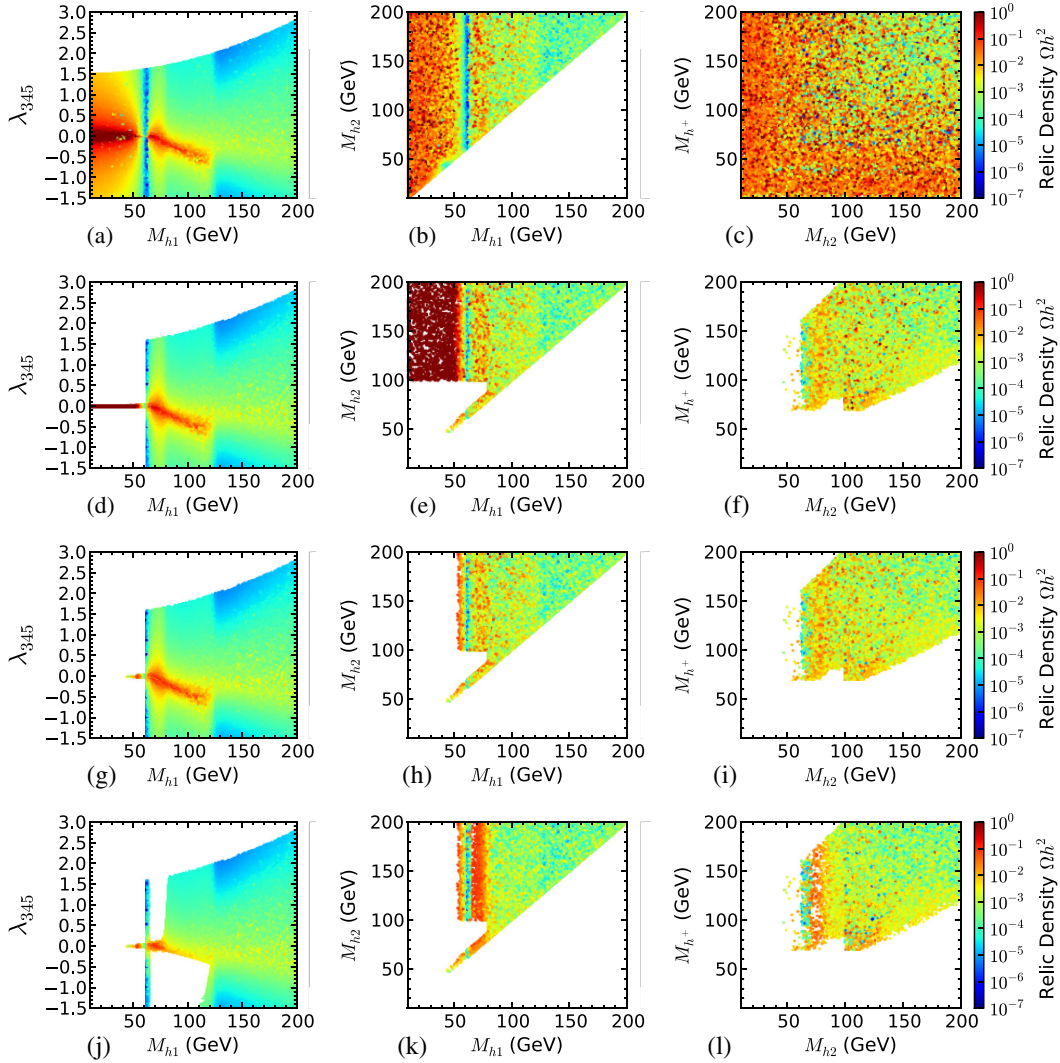 3.0
2.5
2.0
1.5
1.0
0.5
0.0
−0.5
−1.0
−1.5
λ345
50 100 150 200
(a) Mh1 (GeV)
200
150
100
50
Mh2 (GeV)
50 100 150 200
(b) Mh1 (GeV)
200
150
100
50
Mh+ (GeV)
50 100 150 200
(c) Mh2 (GeV)
10^0
10^-1
10^-2
10^-3
10^-4
10^-5
10^-6
10^-7
Relic Density Ωh²
3.0
2.5
2.0
1.5
1.0
0.5
0.0
−0.5
−1.0
−1.5
λ345
50 100 150 200
(d) Mh1 (GeV)
200
150
100
50
Mh2 (GeV)
50 100 150 200
(e) Mh1 (GeV)
200
150
100
50
Mh+ (GeV)
50 100 150 200
(f) Mh2 (GeV)
10^0
10^-1
10^-2
10^-3
10^-4
10^-5
10^-6
10^-7
Relic Density Ωh²
3.0
2.5
2.0
1.5
1.0
0.5
0.0
−0.5
−1.0
−1.5
λ345
50 100 150 200
(g) Mh1 (GeV)
200
150
100
50
Mh2 (GeV)
50 100 150 200
(h) Mh1 (GeV)
200
150
100
50
Mh+ (GeV)
50 100 150 200
(i) Mh2 (GeV)
10^0
10^-1
10^-2
10^-3
10^-4
10^-5
10^-6
10^-7
Relic Density Ωh²
3.0
2.5
2.0
1.5
1.0
0.5
0.0
−0.5
−1.0
−1.5
λ345
50 100 150 200
(j) Mh1 (GeV)
200
150
100
50
Mh2 (GeV)
50 100 150 200
(k) Mh1 (GeV)
200
150
100
50
Mh+ (GeV)
50 100 150 200
(l) Mh2 (GeV)
10^0
10^-1
10^-2
10^-3
10^-4
10^-5
10^-6
10^-7
Relic Density Ωh²